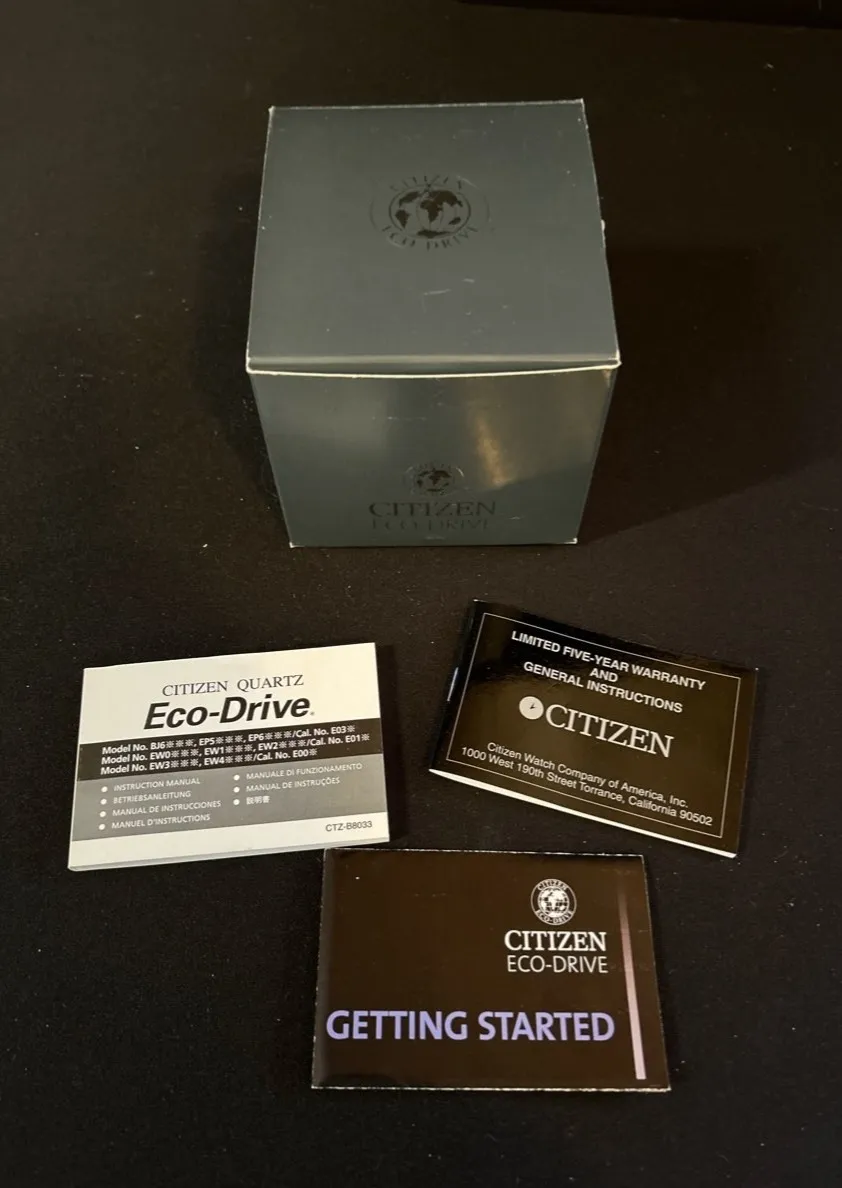 CITIZEN
ECO-DRIVE
CITIZEN
ECO-DRIVE
CITIZEN QUARTZ
Eco-Drive®
Model No. BJ6※※※, EP5※※※, EP6※※※/Cal. No. E03※
Model No. EW0※※※, EW1※※※, EW2※※※/Cal. No. E01※
Model No. EW3※※※, EW4※※※/Cal. No. E00※
● INSTRUCTION MANUAL
● BETRIEBSANLEITUNG
● MANUAL DE INSTRUCCIONES
● MANUEL D'INSTRUCTIONS
● MANUALE DI FUNZIONAMENTO
● MANUAL DE INSTRUÇÕES
● 説明書
CTZ-B8033
LIMITED FIVE-YEAR WARRANTY
AND
GENERAL INSTRUCTIONS
CITIZEN
Citizen Watch Company of America, Inc.
1000 West 190th Street Torrance, California 90502
CITIZEN
ECO-DRIVE
CITIZEN
ECO-DRIVE
GETTING STARTED